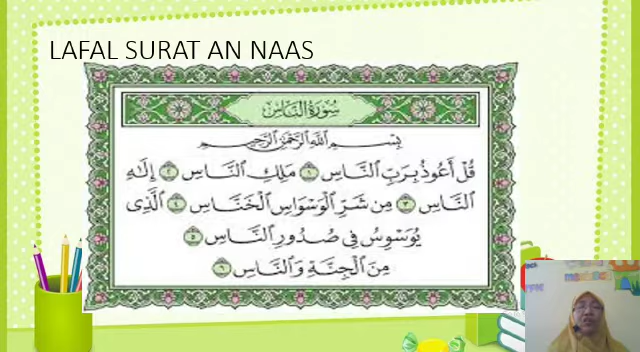 LAFAL SURAT AN NAAS
سُورَةُ النَّاسِ
بِسْمِ اللَّهِ الرَّحْمَٰنِ الرَّحِيمِ
قُلْ أَعُوذُ بِرَبِّ النَّاسِ ١ مَلِكِ النَّاسِ ٢ إِلَٰهِ
النَّاسِ ٣ مِن شَرِّ الْوَسْوَاسِ الْخَنَّاسِ ٤ الَّذِي
يُوَسْوِسُ فِي صُدُورِ النَّاسِ ٥
مِنَ الْجِنَّةِ وَالنَّاسِ ٦